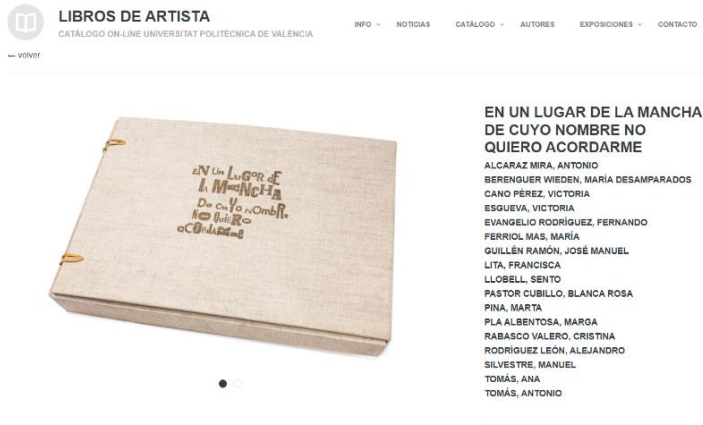 LIBROS DE ARTISTA
CATÁLOGO ON-LINE UNIVERSITAT POLITÈCNICA DE VALÈNCIA
INFO NOTICIAS CATÁLOGO AUTORES EXPOSICIONES CONTACTO
← volver
EN UN LUGAR DE LA MANCHA
DE CUYO NOMBRE NO
QUIERO ACORDARME
ALCARAZ MIRA, ANTONIO
BERENGUER WIEDEN, MARÍA DESAMPARADOS
CANO PÉREZ, VICTORIA
ESGUEVA, VICTORIA
EVANGELIO RODRÍGUEZ, FERNANDO
FERRIOL MAS, MARÍA
GUILLÉN RAMÓN, JOSÉ MANUEL
LITA, FRANCISCA
LLOBELL, SENTO
PASTOR CUBILLO, BLANCA ROSA
PINA, MARTA
PLA ALBENTOSA, MARGA
RABASCO VALERO, CRISTINA
RODRÍGUEZ LEÓN, ALEJANDRO
SILVESTRE, MANUEL
TOMÁS, ANA
TOMÁS, ANTONIO
EN Un LuGaR dE
lA MaNCHA
De CuYo nOmbRe
No QuiERo
aCORdARme